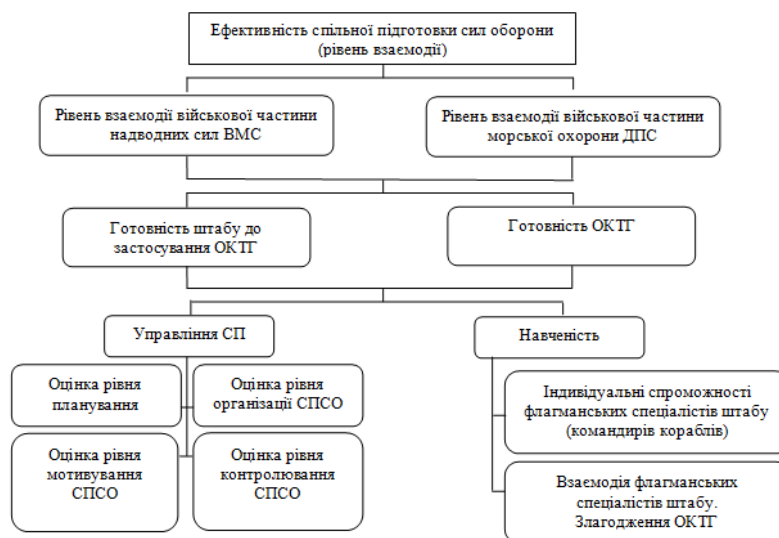 Ефективність спільної підготовки сил оборони
(рівень взаємодії)
Рівень взаємодії військової частини
надводних сил ВМС
Рівень взаємодії військової частини
морської охорони ДПС
Готовність штабу до
застосування ОКТГ
Готовність ОКТГ
Управління СП
Навченість
Оцінка рівня
планування
Оцінка рівня
організації СПСО
Оцінка рівня
мотивування
СПСО
Оцінка рівня
контролювання
СПСО
Індивідуальні спроможності
флагманських спеціалістів штабу
(командирів кораблів)
Взаємодія флагманських
спеціалістів штабу.
Злагодження ОКТГ